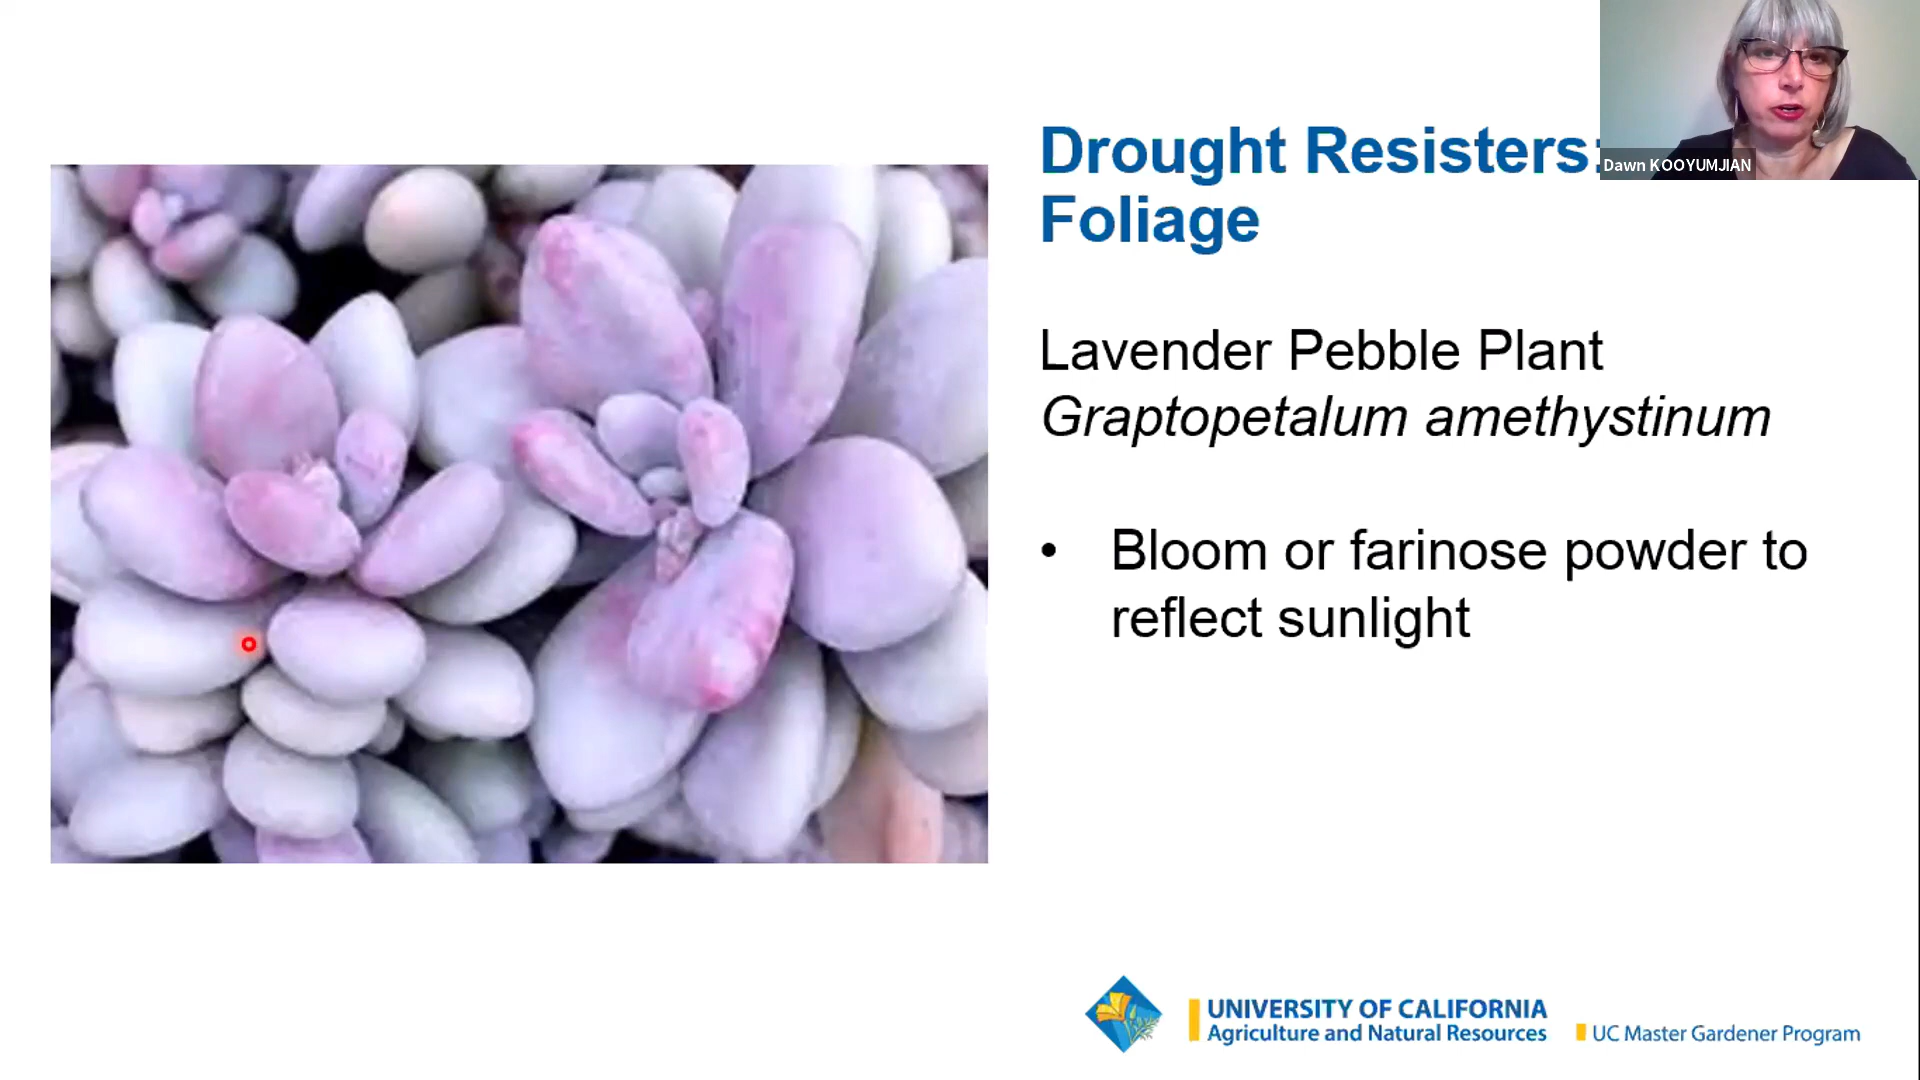 Drought Resisters:
Foliage
Dawn KOOYUMJIAN
Lavender Pebble Plant
Graptopetalum amethystinum
• Bloom or farinose powder to
reflect sunlight
UNIVERSITY OF CALIFORNIA
Agriculture and Natural Resources
UC Master Gardener Program